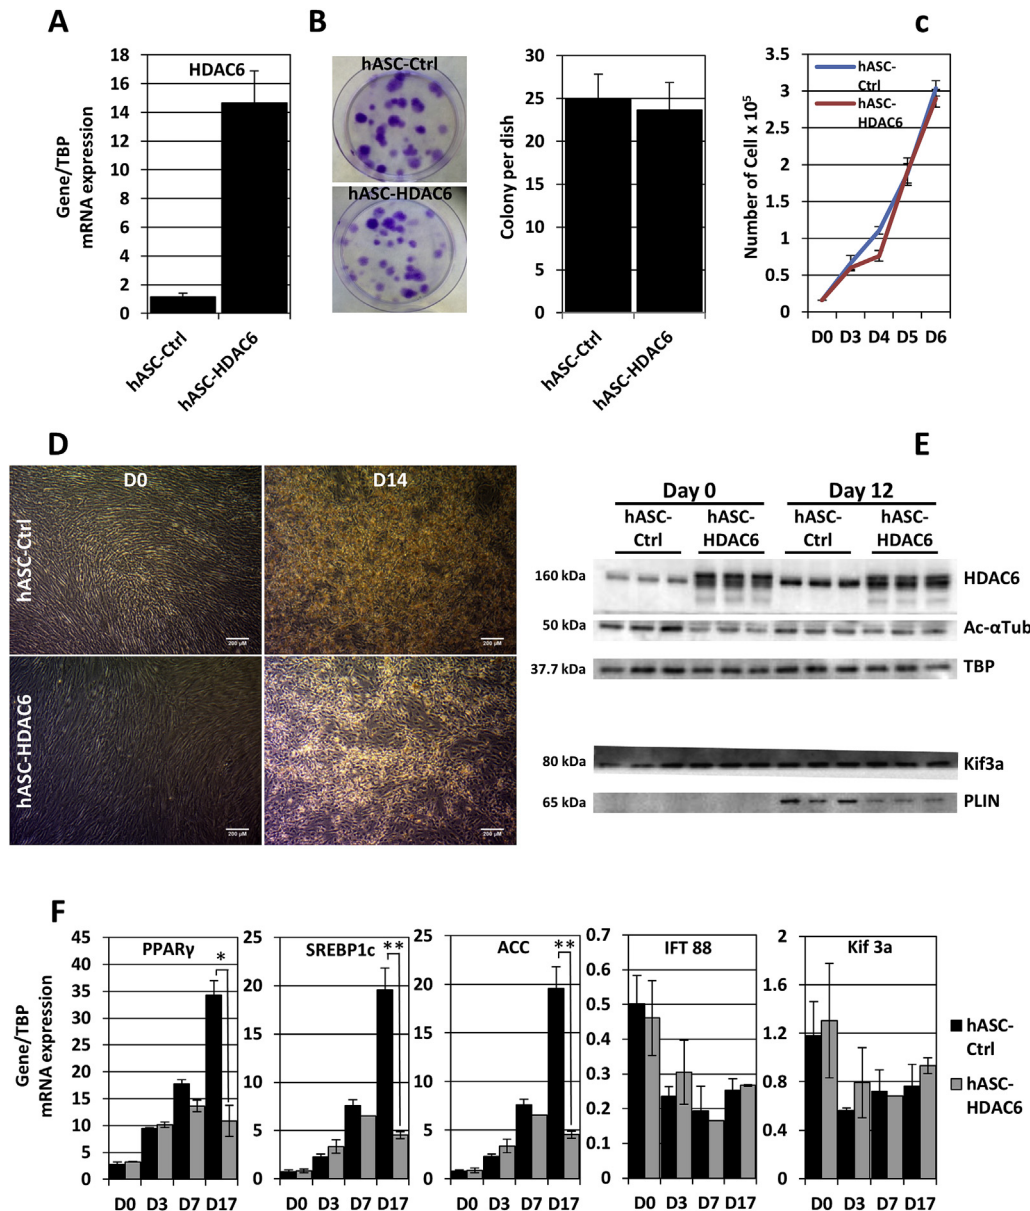 A
B
c
HDAC6
18
16
14
12
10
8
6
4
2
0
Gene/TBP
mRNA expression
hASC-Ctrl
hASC-HDAC6
hASC-Ctrl
hASC-HDAC6
30
25
20
15
10
5
0
Colony per dish
hASC-Ctrl
hASC-HDAC6
3.5
3
2.5
2
1.5
1
0.5
0
Number of Cell x 10⁵
hASC-
Ctrl
hASC-
HDAC6
D0 D3 D4 D5 D6
D
D0
D14
hASC-Ctrl
hASC-HDAC6
200 µM
200 µM
200 µM
200 µM
E
Day 0
Day 12
hASC-
Ctrl
hASC-
HDAC6
hASC-
Ctrl
hASC-
HDAC6
160 kDa
HDAC6
50 kDa
Ac-αTub
37.7 kDa
TBP
80 kDa
Kif3a
65 kDa
PLIN
F
Gene/TBP
mRNA expression
PPARγ
45
40
35
30
25
20
15
10
5
0
*
D0 D3 D7 D17
SREBP1c
25
20
15
10
5
0
**
D0 D3 D7 D17
ACC
25
20
15
10
5
0
**
D0 D3 D7 D17
IFT 88
0.7
0.6
0.5
0.4
0.3
0.2
0.1
0
D0 D3 D7 D17
Kif 3a
2
1.6
1.2
0.8
0.4
0
D0 D3 D7 D17
hASC-
Ctrl
hASC-
HDAC6